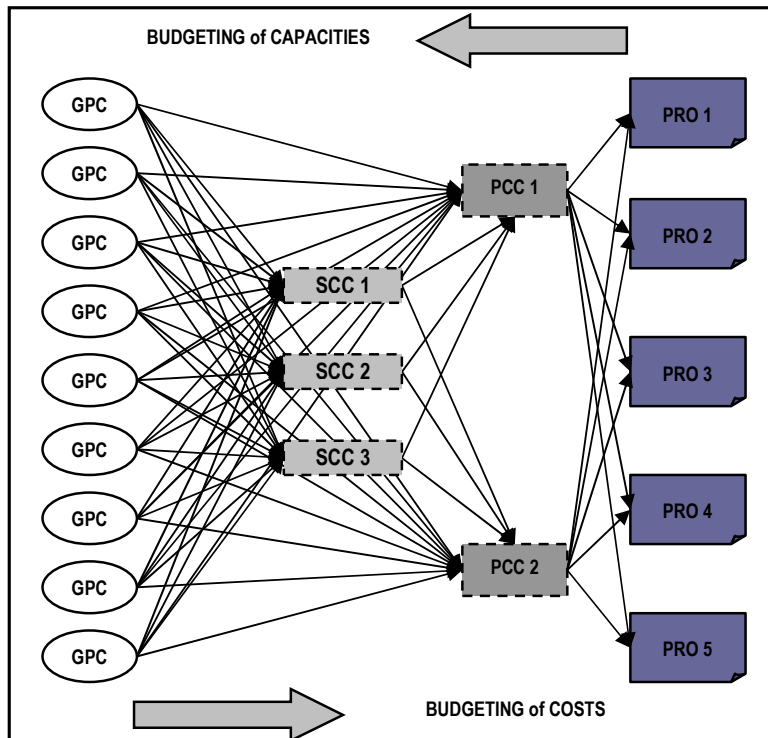 BUDGETING of CAPACITIES
GPC
GPC
GPC
GPC
GPC
GPC
GPC
GPC
GPC
SCC 1
SCC 2
SCC 3
PCC 1
PCC 2
PRO 1
PRO 2
PRO 3
PRO 4
PRO 5
BUDGETING of COSTS